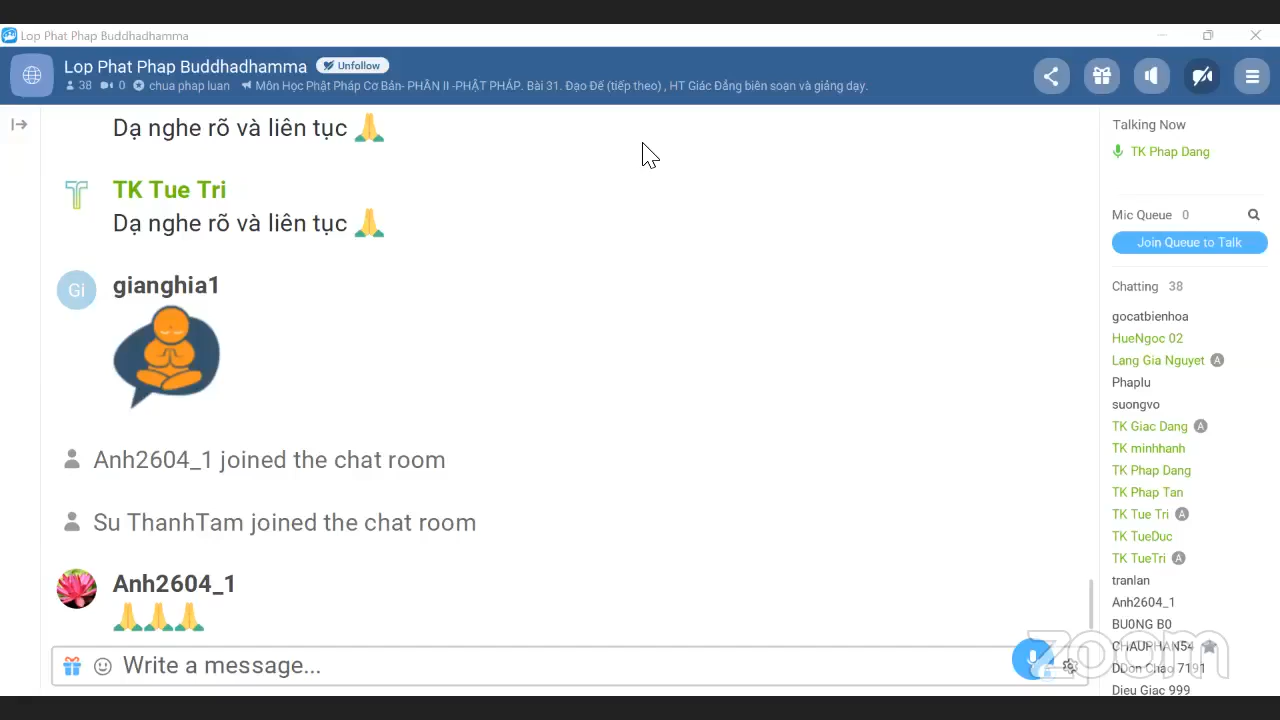 Lop Phat Phap Buddhadhamma
Lop Phat Phap Buddhadhamma Unfollow
38 0 chua phap luan Môn Học Phật Pháp Cơ Bản- PHẦN II -PHẬT PHÁP. Bài 31. Đạo Đế (tiếp theo) , HT Giác Đẳng biên soạn và giảng dạy.
Dạ nghe rõ và liên tục 🙏
TK Tue Tri
Dạ nghe rõ và liên tục 🙏
Gi gianghia1
Anh2604_1 joined the chat room
Su ThanhTam joined the chat room
Anh2604_1
🙏🙏🙏
Write a message...
Talking Now
TK Phap Dang
Mic Queue 0
Join Queue to Talk
Chatting 38
gocatbienhoa
HueNgoc 02
Lang Gia Nguyet A
Phaplu
suongvo
TK Giac Dang A
TK minhhanh
TK Phap Dang
TK Phap Tan
TK Tue Tri A
TK TueDuc
TK TueTri A
tranlan
Anh2604_1
BU0NG B0
CHAUPHAN54
DDon Chao 7191
Dieu Giac 999
zoom